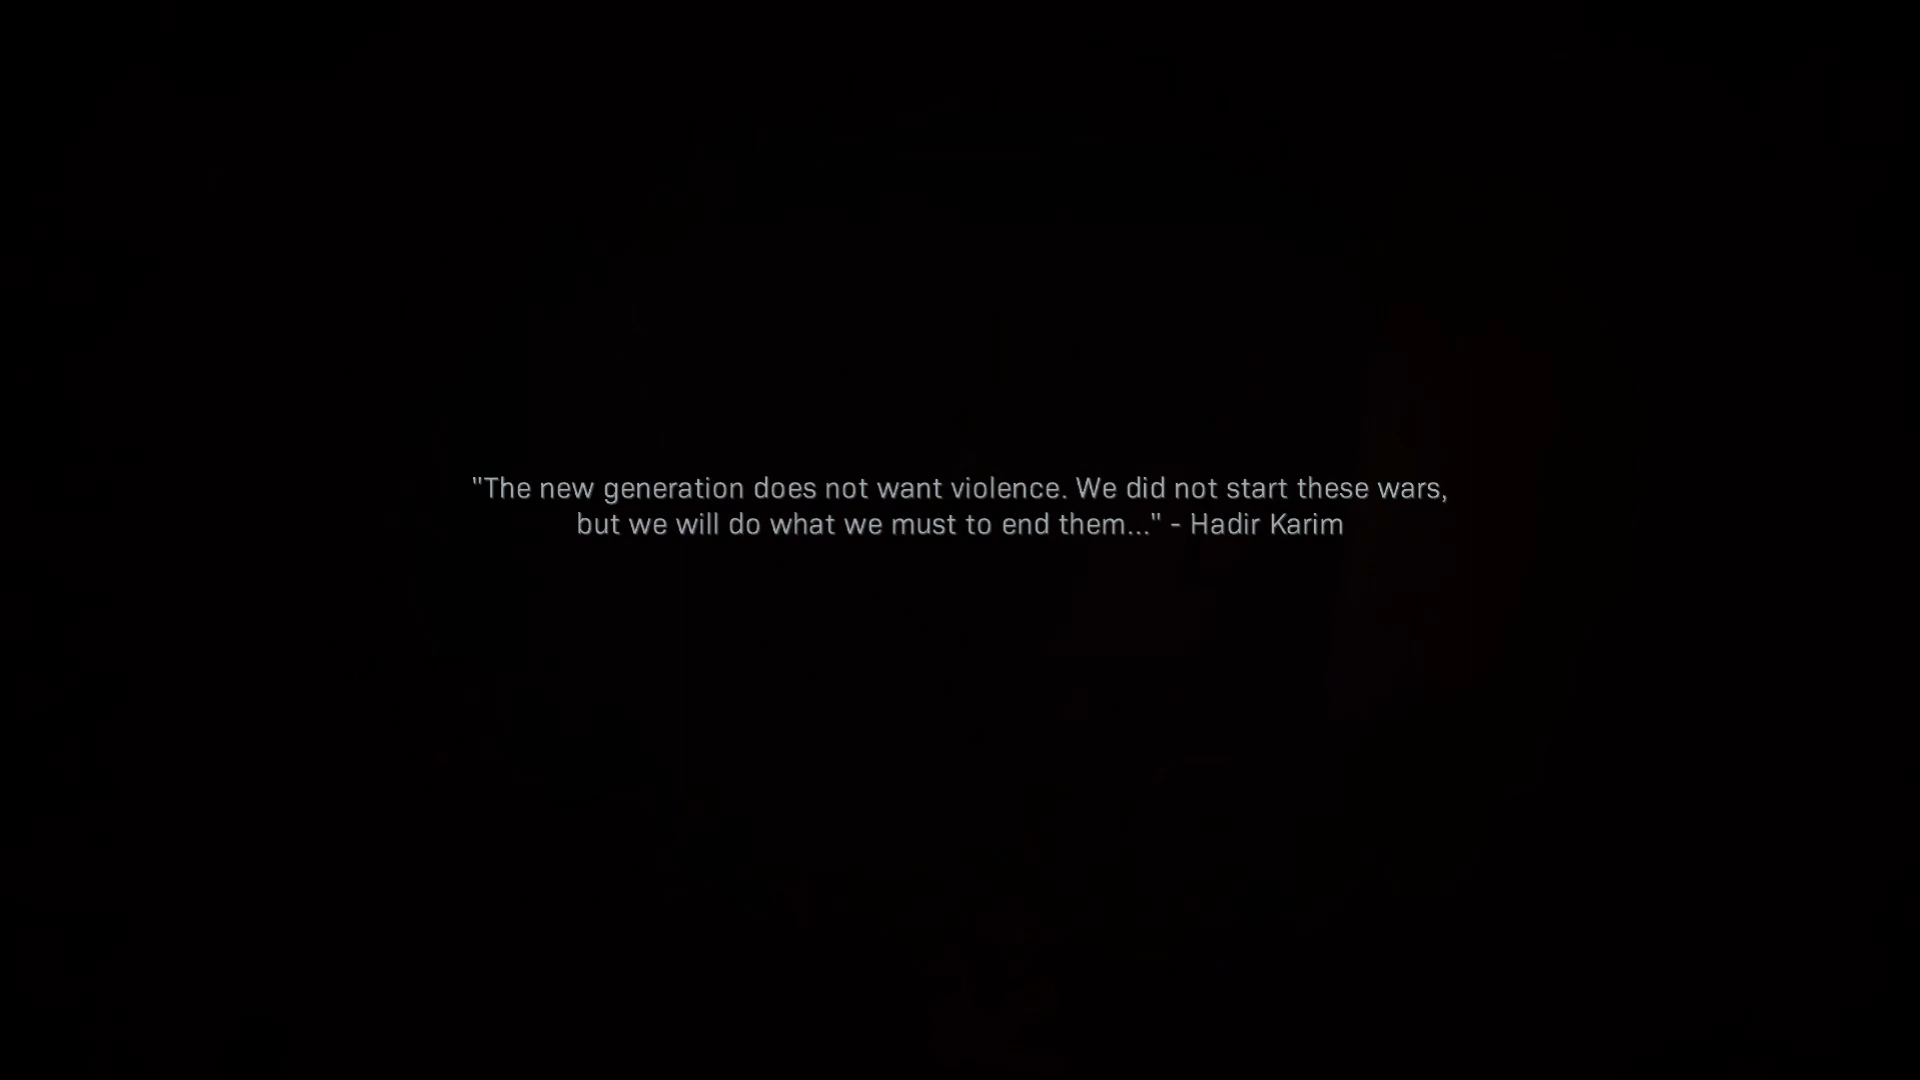 "The new generation does not want violence. We did not start these wars,
but we will do what we must to end them..." - Hadir Karim